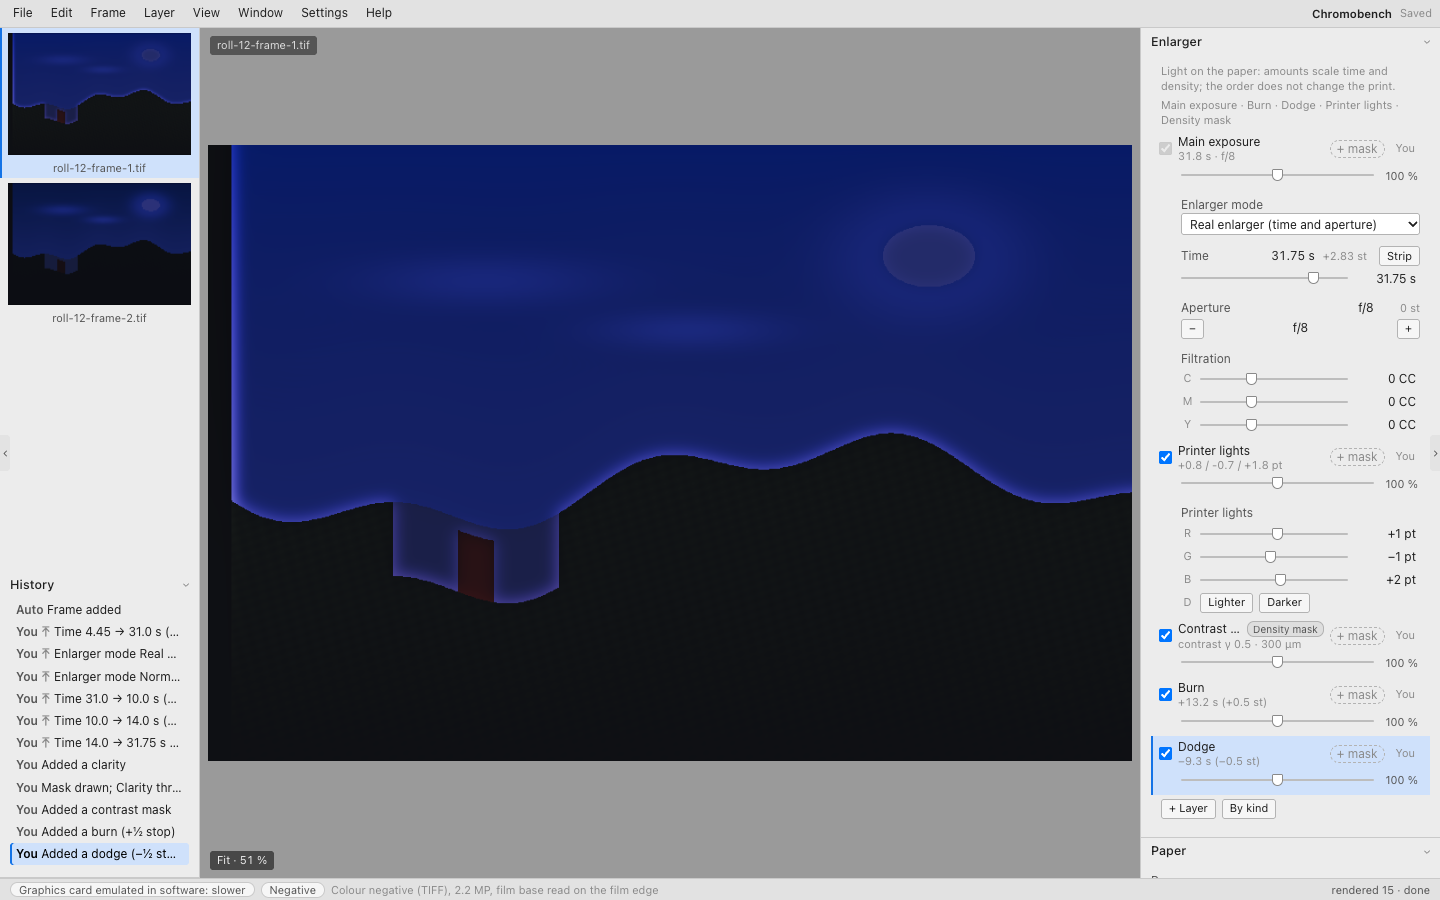 File Edit Frame Layer View Window Settings Help
Chromobench Saved
roll-12-frame-1.tif
roll-12-frame-2.tif
History
Auto Frame added
You Time 4.45 → 31.0 s (...
You Enlarger mode Real ...
You Enlarger mode Norm...
You Time 31.0 → 10.0 s (...
You Time 10.0 → 14.0 s (...
You Time 14.0 → 31.75 s ...
You Added a clarity
You Mask drawn; Clarity thr...
You Added a contrast mask
You Added a burn (+½ stop)
You Added a dodge (−½ st...
roll-12-frame-1.tif
Fit · 51 %
Enlarger
Light on the paper: amounts scale time and
density; the order does not change the print.
Main exposure · Burn · Dodge · Printer lights ·
Density mask
Main exposure + mask You
31.8 s · f/8
100 %
Enlarger mode
Real enlarger (time and aperture)
Time 31.75 s +2.83 st Strip
31.75 s
Aperture f/8 0 st
− f/8 +
Filtration
C 0 CC
M 0 CC
Y 0 CC
Printer lights + mask You
+0.8 / -0.7 / +1.8 pt
100 %
Printer lights
R +1 pt
G −1 pt
B +2 pt
D Lighter Darker
Contrast ... Density mask + mask You
contrast γ 0.5 · 300 µm
100 %
Burn + mask You
+13.2 s (+0.5 st)
100 %
Dodge + mask You
−9.3 s (−0.5 st)
100 %
+ Layer By kind
Paper
Graphics card emulated in software: slower Negative Colour negative (TIFF), 2.2 MP, film base read on the film edge
rendered 15 · done